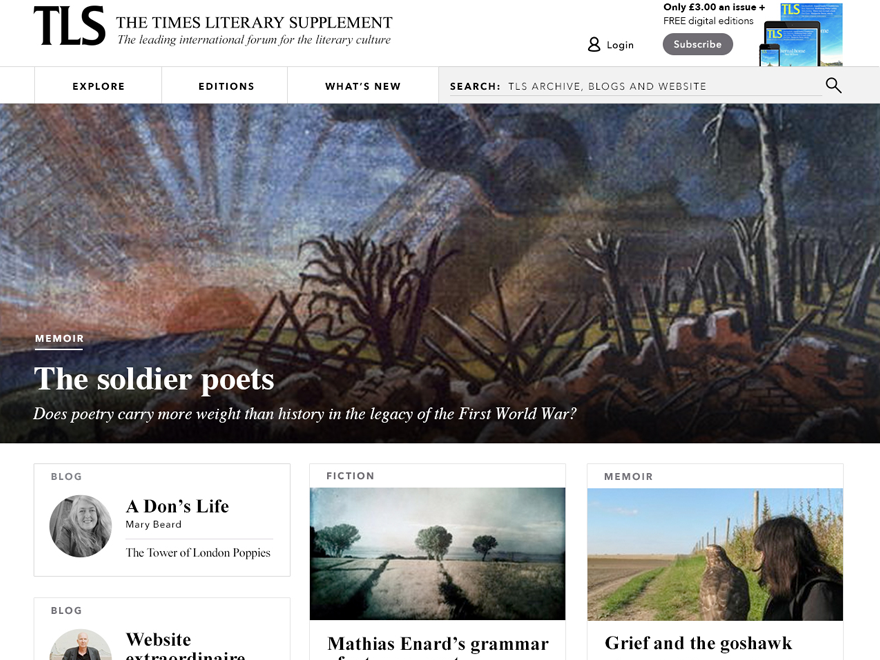 TLS
THE TIMES LITERARY SUPPLEMENT
The leading international forum for the literary culture
Login
Only £3.00 an issue +
FREE digital editions
Subscribe
TLS
TLS
EXPLORE
EDITIONS
WHAT'S NEW
SEARCH: TLS ARCHIVE, BLOGS AND WEBSITE
MEMOIR
The soldier poets
Does poetry carry more weight than history in the legacy of the First World War?
BLOG
A Don's Life
Mary Beard
The Tower of London Poppies
BLOG
Website
extraordinaire
FICTION
Mathias Enard's grammar
MEMOIR
Grief and the goshawk